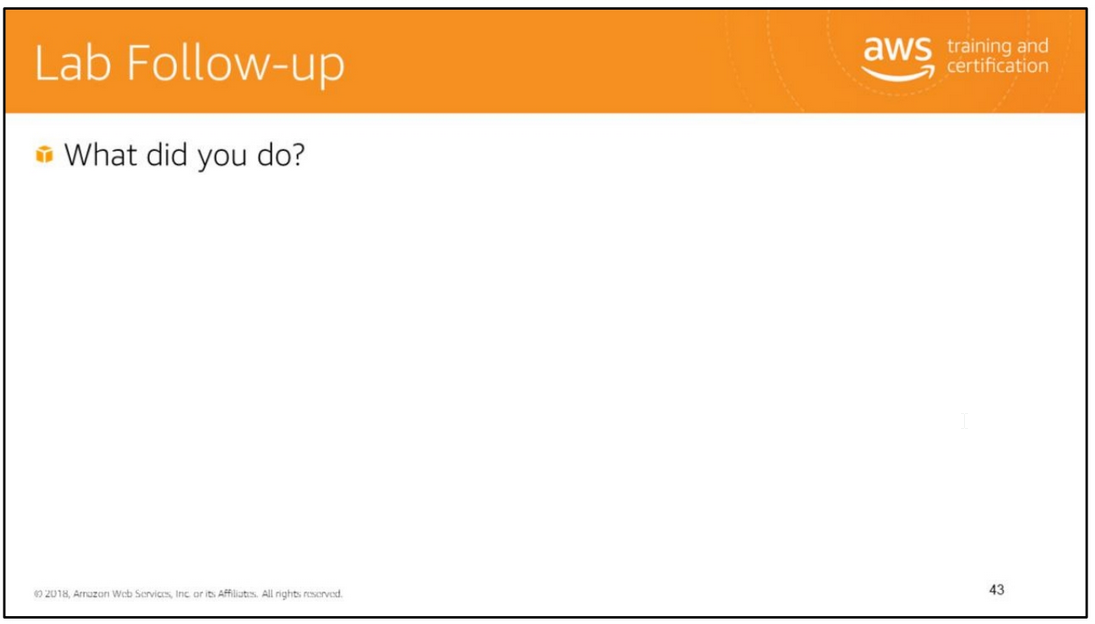 Lab Follow-up
aws training and
certification
What did you do?
© 2018, Amazon Web Services, Inc. or its Affiliates. All rights reserved.
43